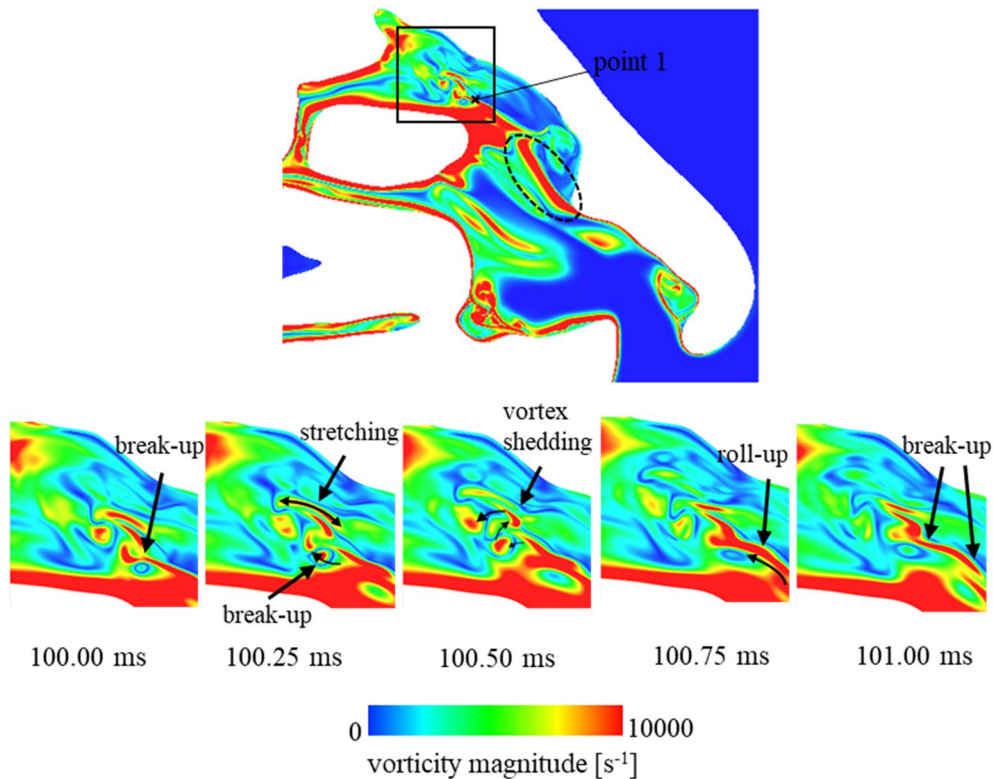 point 1
break-up
stretching
break-up
vortex
shedding
roll-up
break-up
100.00 ms
100.25 ms
100.50 ms
100.75 ms
101.00 ms
0
10000
vorticity magnitude [s⁻¹]